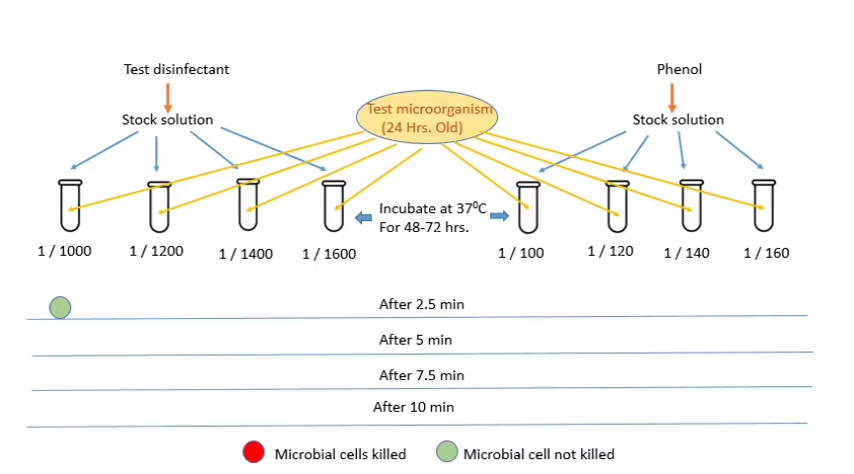 Test disinfectant
Phenol
Test microorganism
(24 Hrs. Old)
Stock solution
Stock solution
Incubate at 37⁰C
For 48-72 hrs.
1 / 1000
1 / 1200
1 / 1400
1 / 1600
1 / 100
1 / 120
1 / 140
1 / 160
After 2.5 min
After 5 min
After 7.5 min
After 10 min
Microbial cells killed
Microbial cell not killed